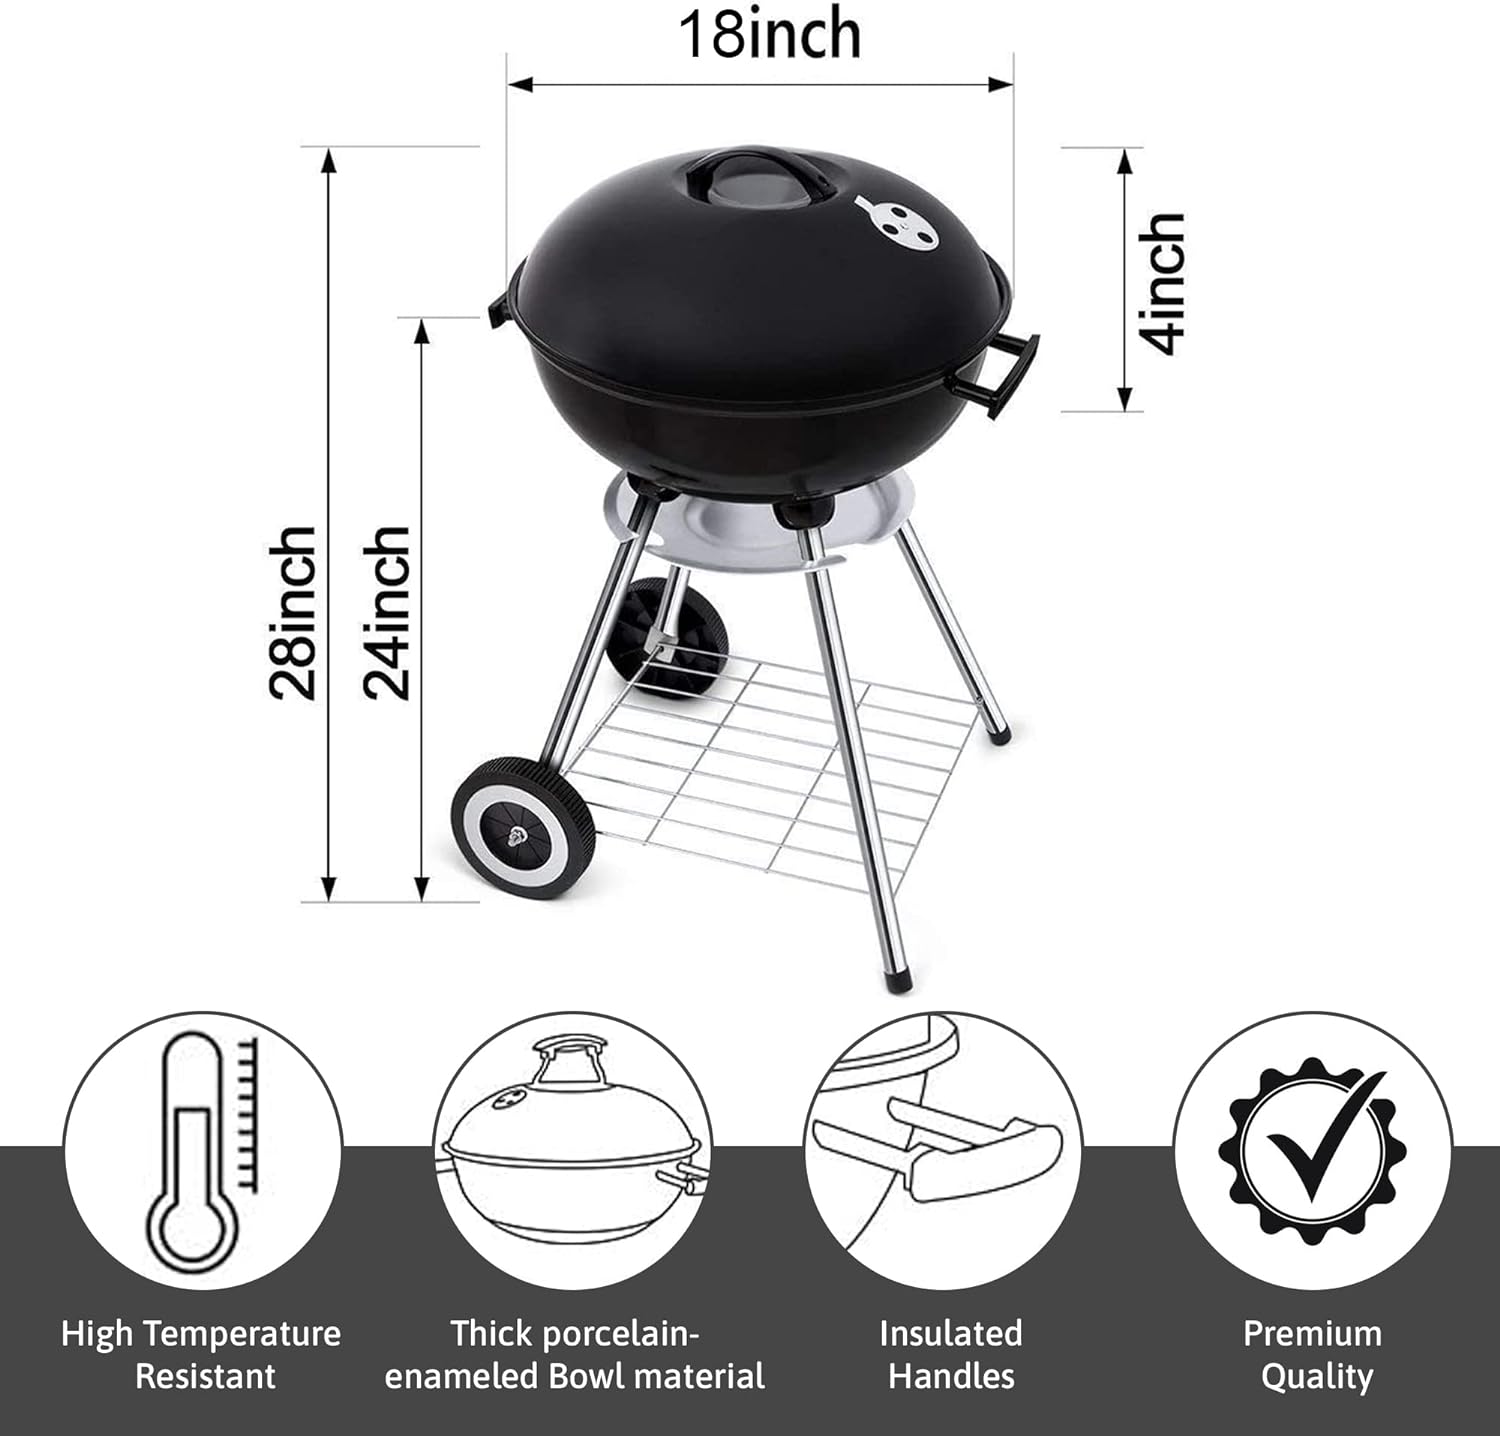 18inch
28inch
24inch
4inch
High Temperature
Resistant
Thick porcelain-
enameled Bowl material
Insulated
Handles
Premium
Quality